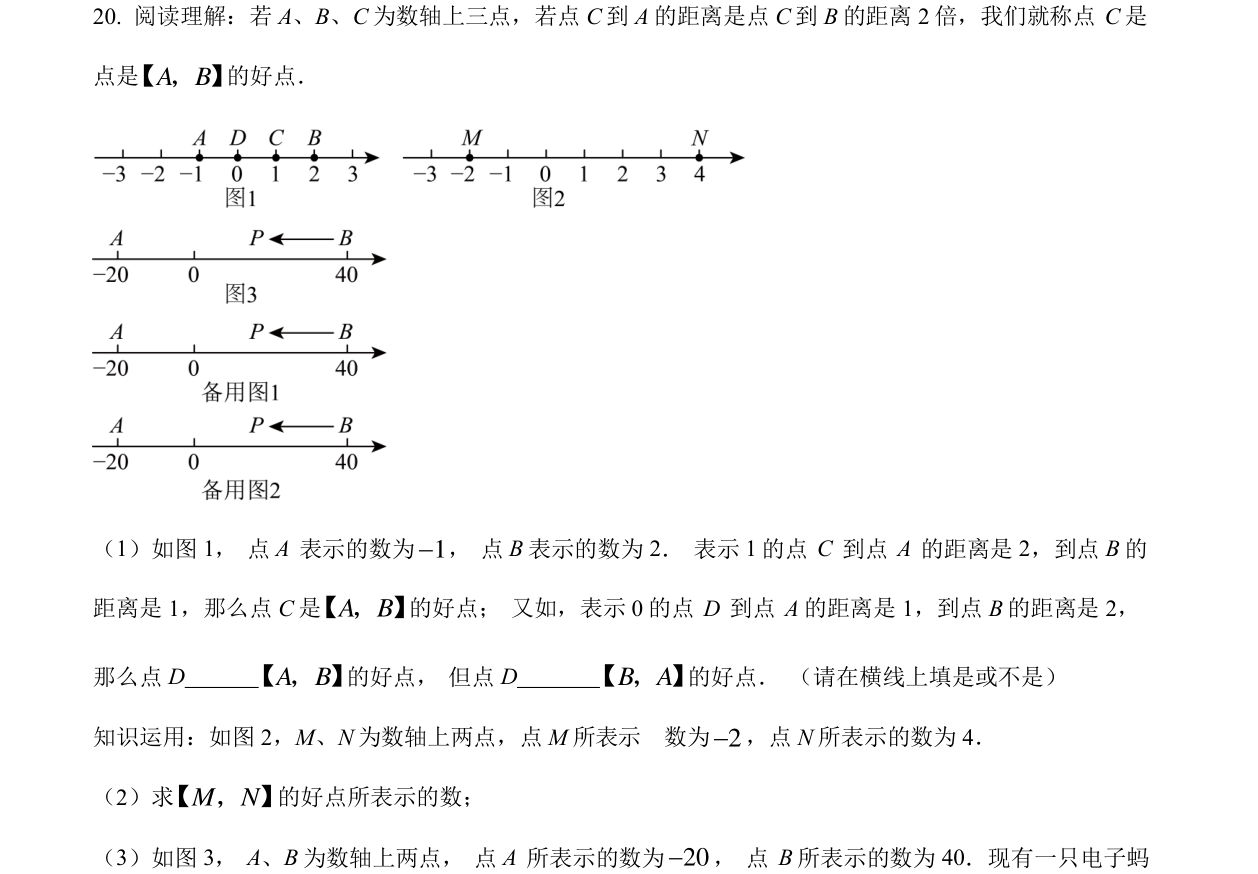 20. 阅读理解：若 A、B、C 为数轴上三点，若点 C 到 A 的距离是点 C 到 B 的距离 2 倍，我们就称点 C 是
点是【A，B】的好点．
A D C B
−3 −2 −1 0 1 2 3
图1
M N
−3 −2 −1 0 1 2 3 4
图2
A P B
−20 0 40
图3
A P B
−20 0 40
备用图1
A P B
−20 0 40
备用图2
（1）如图 1， 点 A 表示的数为−1， 点 B 表示的数为 2． 表示 1 的点 C 到点 A 的距离是 2，到点 B 的
距离是 1，那么点 C 是【A，B】的好点； 又如，表示 0 的点 D 到点 A 的距离是 1，到点 B 的距离是 2，
那么点 D______【A，B】的好点， 但点 D______【B，A】的好点． （请在横线上填是或不是）
知识运用：如图 2，M、N 为数轴上两点，点 M 所表示 数为−2，点 N 所表示的数为 4．
（2）求【M，N】的好点所表示的数；
（3）如图 3， A、B 为数轴上两点， 点 A 所表示的数为−20， 点 B 所表示的数为 40．现有一只电子蚂